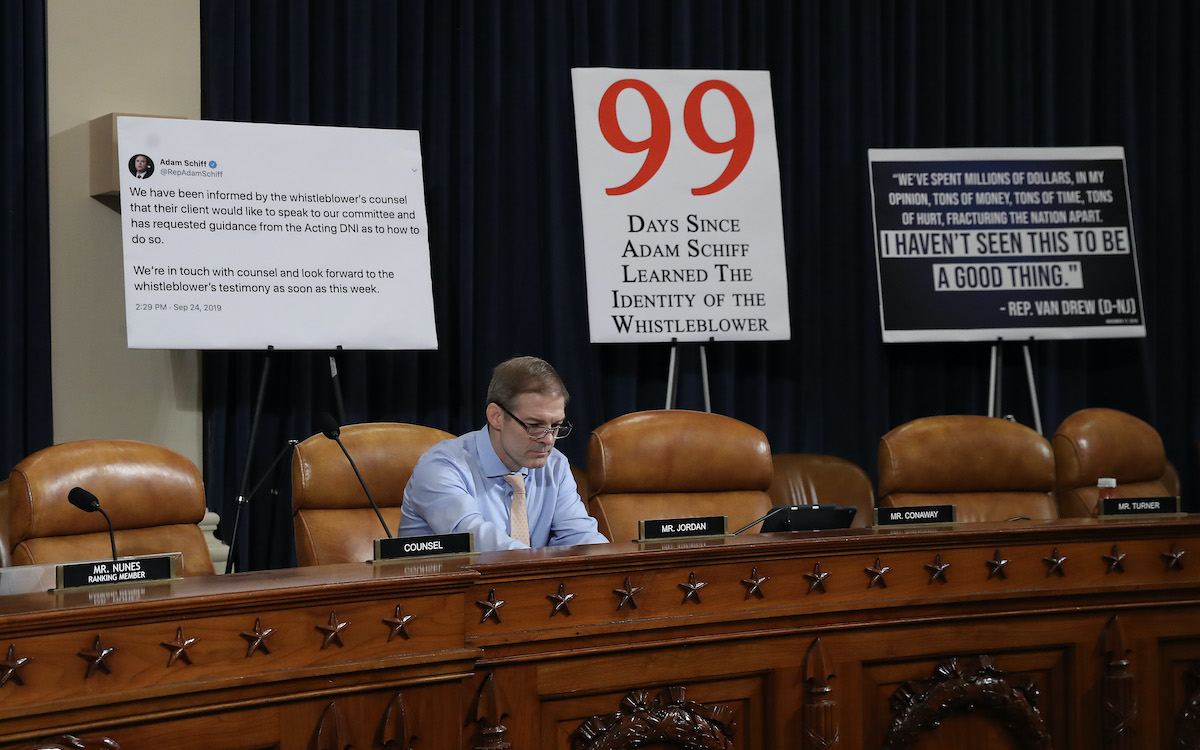 Adam Schiff
@RepAdamSchiff
We have been informed by the whistleblower's counsel
that their client would like to speak to our committee and
has requested guidance from the Acting DNI as to how to
do so.
We're in touch with counsel and look forward to the
whistleblower's testimony as soon as this week.
2:29 PM · Sep 24, 2019
99
DAYS SINCE
ADAM SCHIFF
LEARNED THE
IDENTITY OF THE
WHISTLEBLOWER
"WE'VE SPENT MILLIONS OF DOLLARS, IN MY
OPINION, TONS OF MONEY, TONS OF TIME, TONS
OF HURT, FRACTURING THE NATION APART.
I HAVEN'T SEEN THIS TO BE
A GOOD THING."
- REP. VAN DREW (D-NJ)
MR. NUNES
RANKING MEMBER
COUNSEL
MR. JORDAN
MR. CONAWAY
MR. TURNER